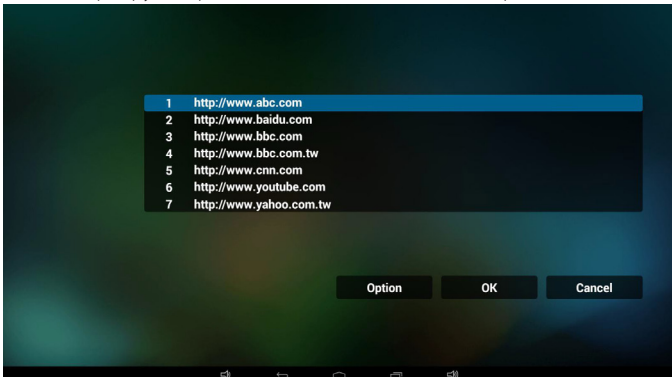 1 http://www.abc.com
2 http://www.baidu.com
3 http://www.bbc.com
4 http://www.bbc.com.tw
5 http://www.cnn.com
6 http://www.youtube.com
7 http://www.yahoo.com.tw
Option OK Cancel